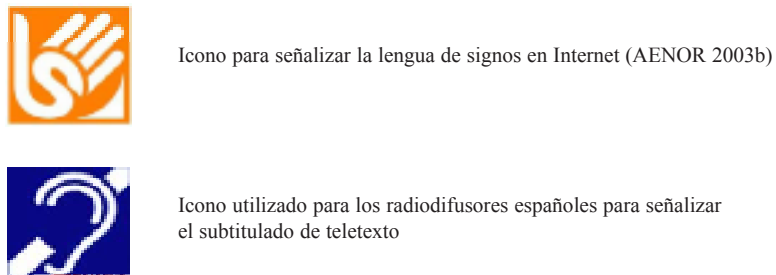 Icono para señalizar la lengua de signos en Internet (AENOR 2003b)
Icono utilizado para los radiodifusores españoles para señalizar
el subtitulado de teletexto